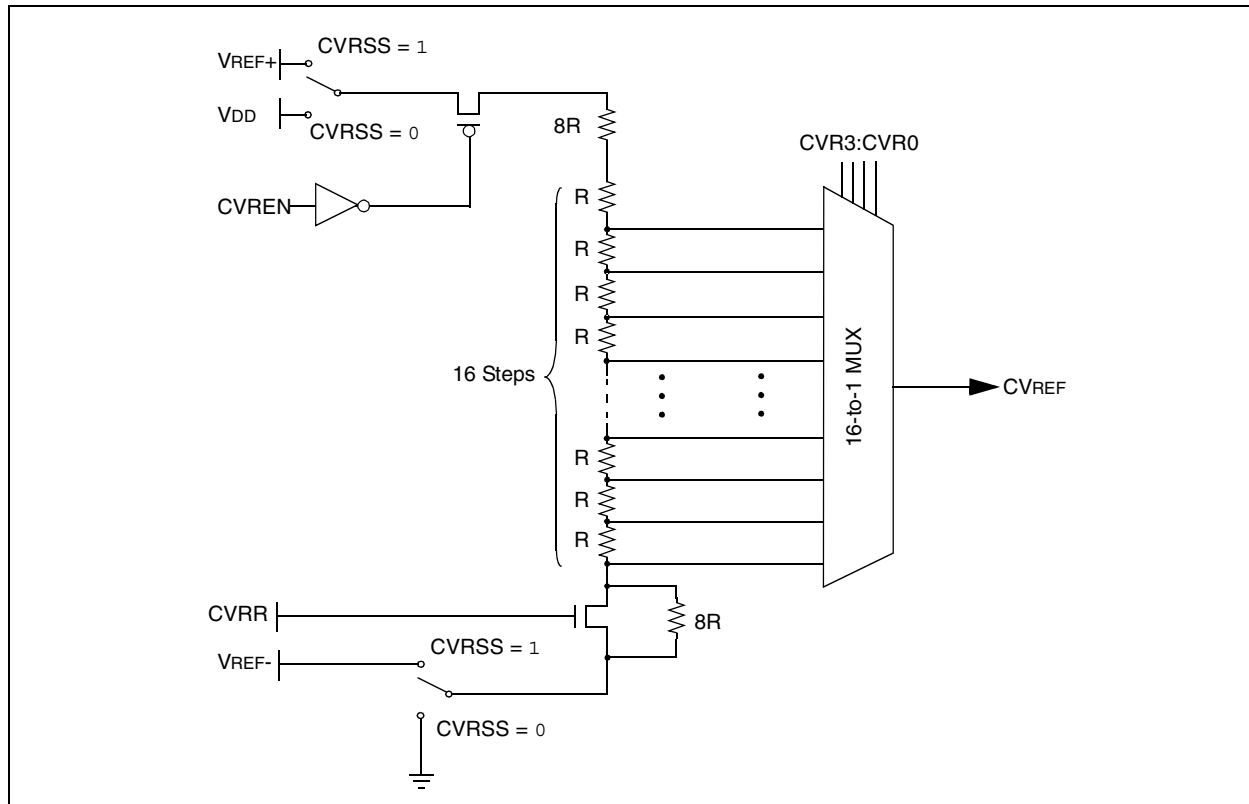 CVRSS = 1
VREF+
VDD
CVRSS = 0
8R
CVREN
CVR3:CVR0
R
R
R
R
16 Steps
16-to-1 MUX
CVREF
R
R
R
CVRR
8R
VREF-
CVRSS = 1
CVRSS = 0